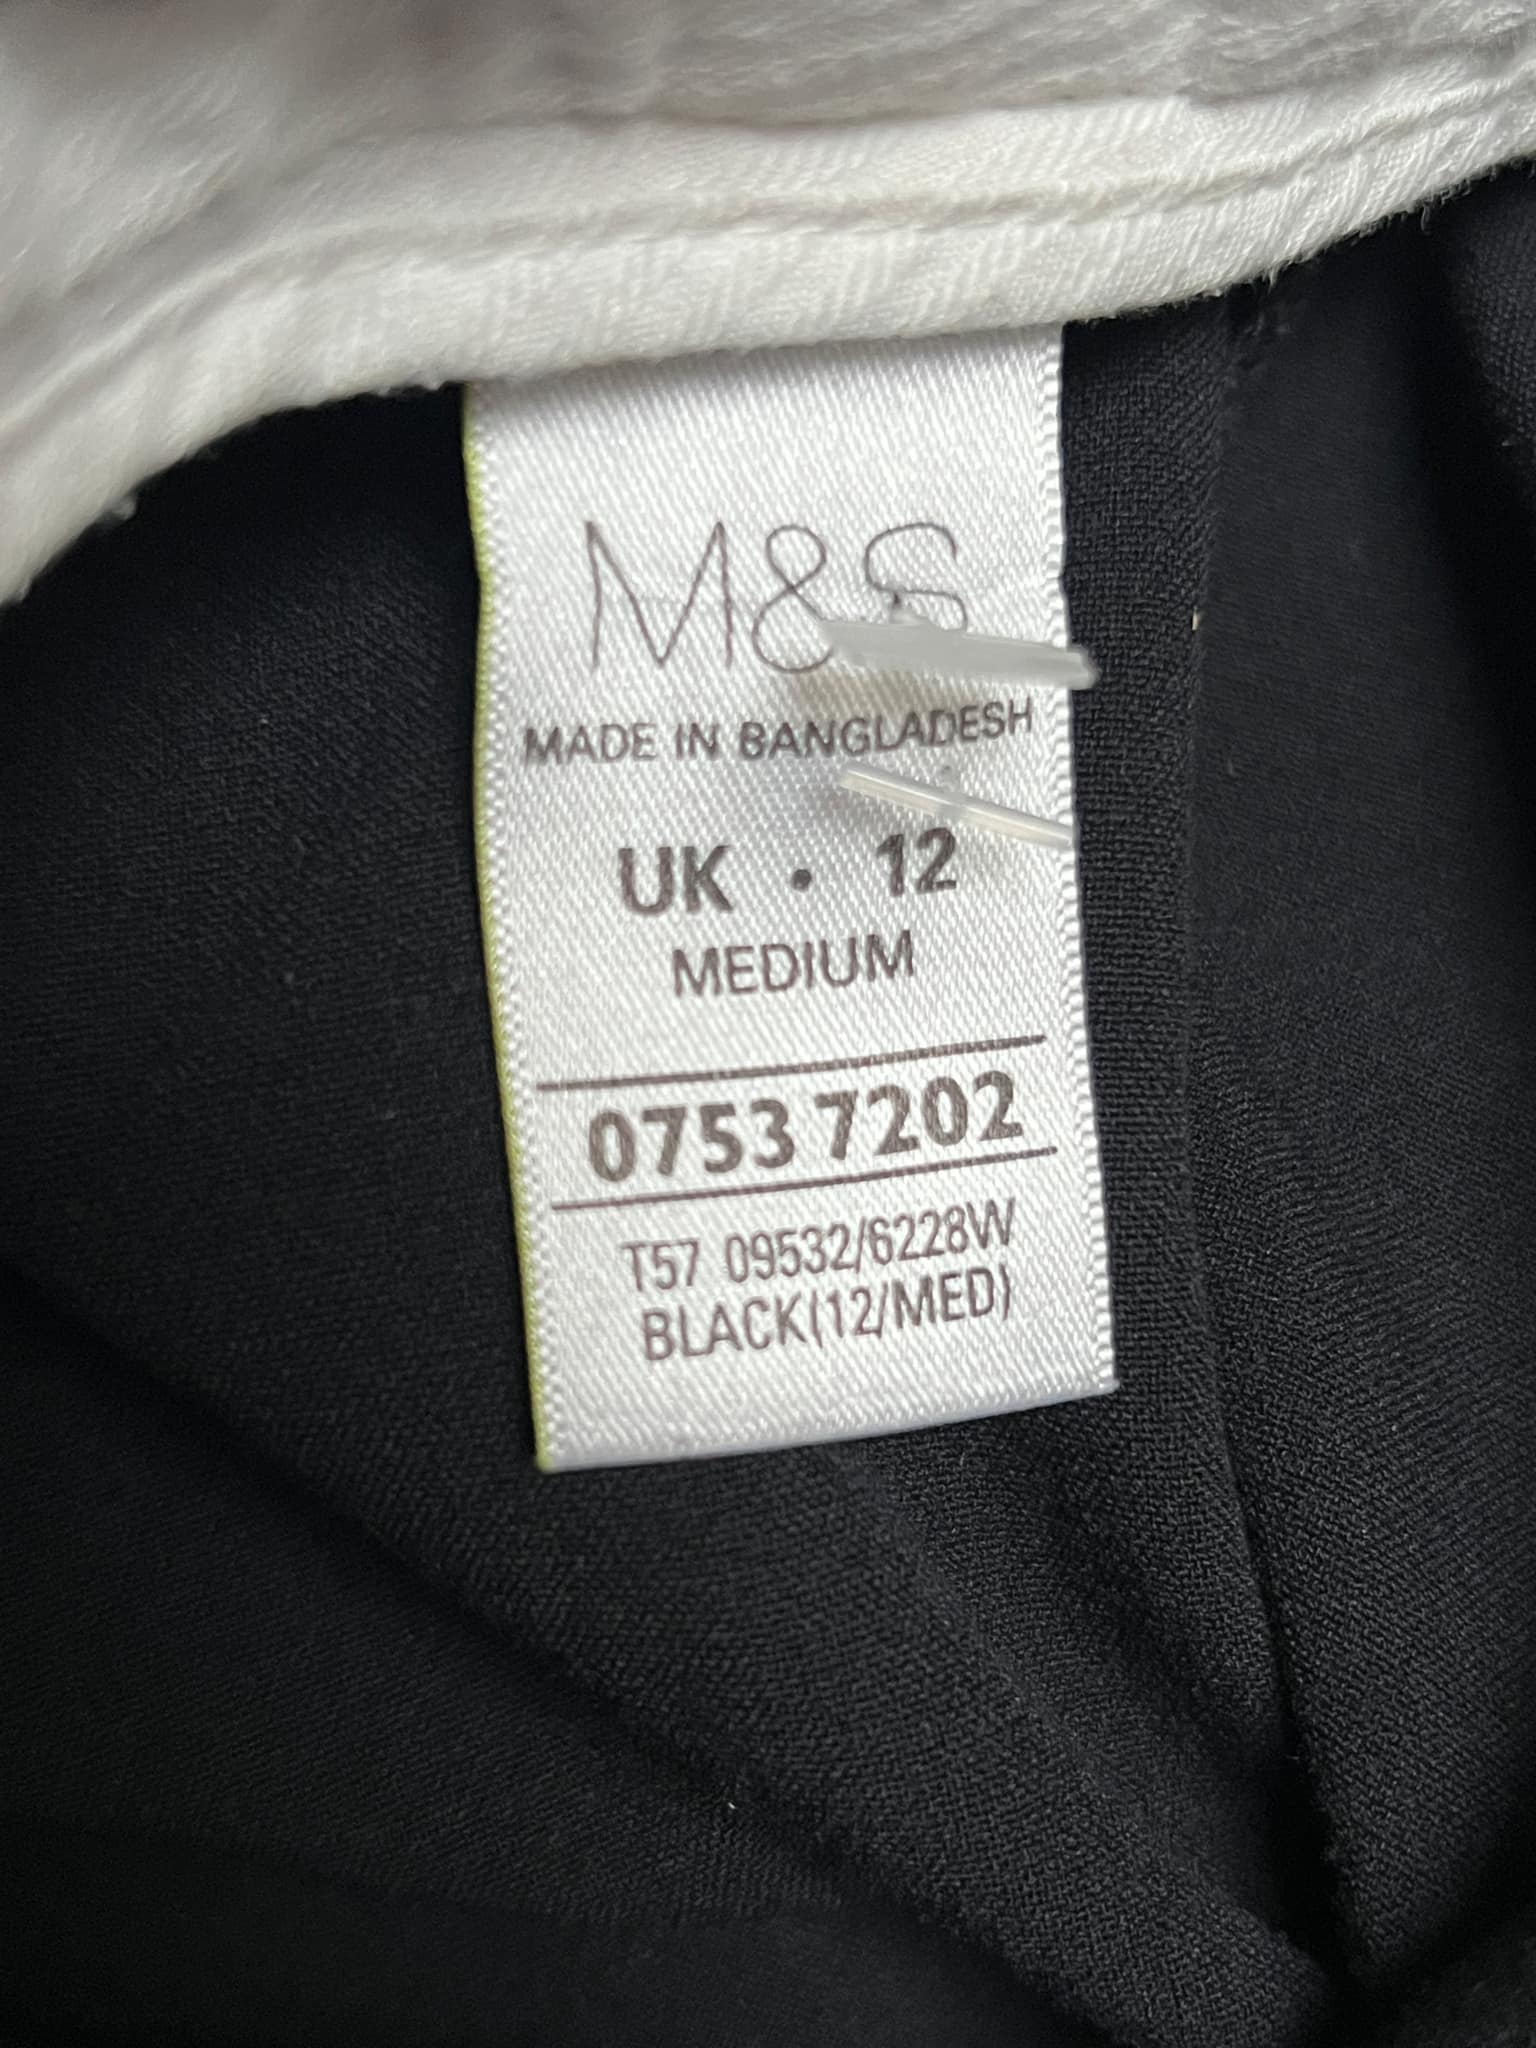 M&S
MADE IN BANGLADESH
UK · 12
MEDIUM
0753 7202
T57 09532/6228W
BLACK(12/MED)